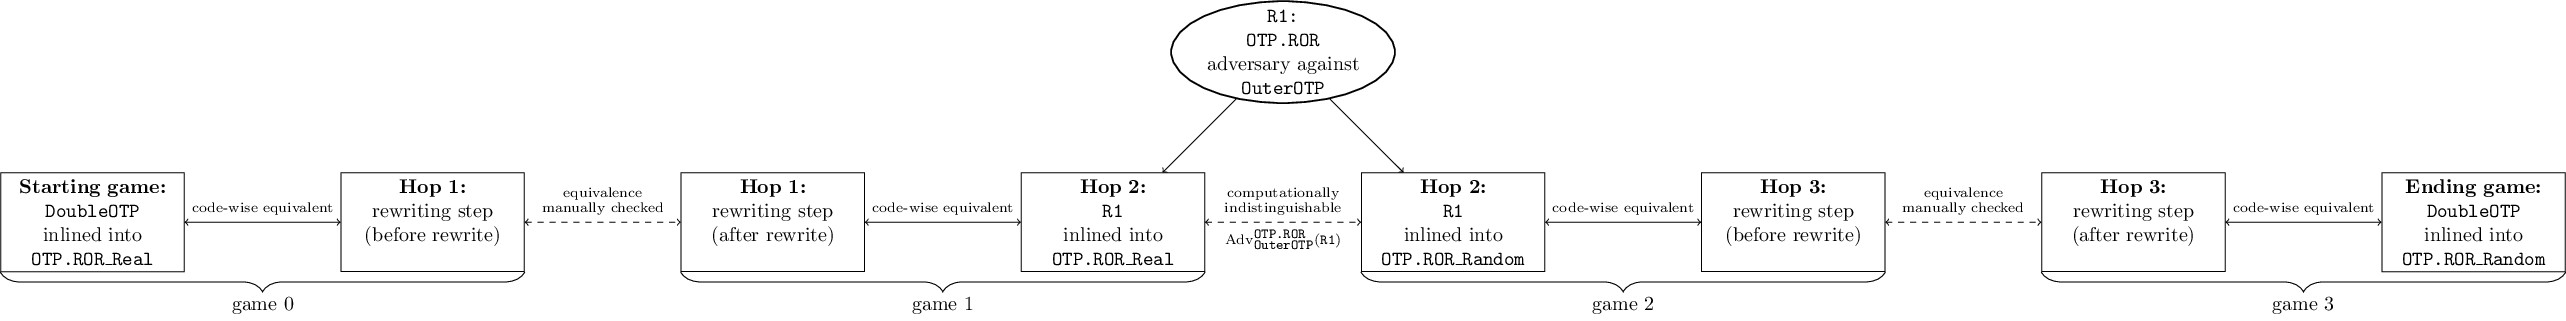 R1:
OTP.ROR
adversary against
OuterOTP
Starting game:
DoubleOTP
inlined into
OTP.ROR_Real
code-wise equivalent
Hop 1:
rewriting step
(before rewrite)
equivalence
manually checked
Hop 1:
rewriting step
(after rewrite)
code-wise equivalent
Hop 2:
R1
inlined into
OTP.ROR_Real
computationally
indistinguishable
Adv^{OTP.ROR}_{OuterOTP}(R1)
Hop 2:
R1
inlined into
OTP.ROR_Random
code-wise equivalent
Hop 3:
rewriting step
(before rewrite)
equivalence
manually checked
Hop 3:
rewriting step
(after rewrite)
code-wise equivalent
Ending game:
DoubleOTP
inlined into
OTP.ROR_Random
game 0
game 1
game 2
game 3